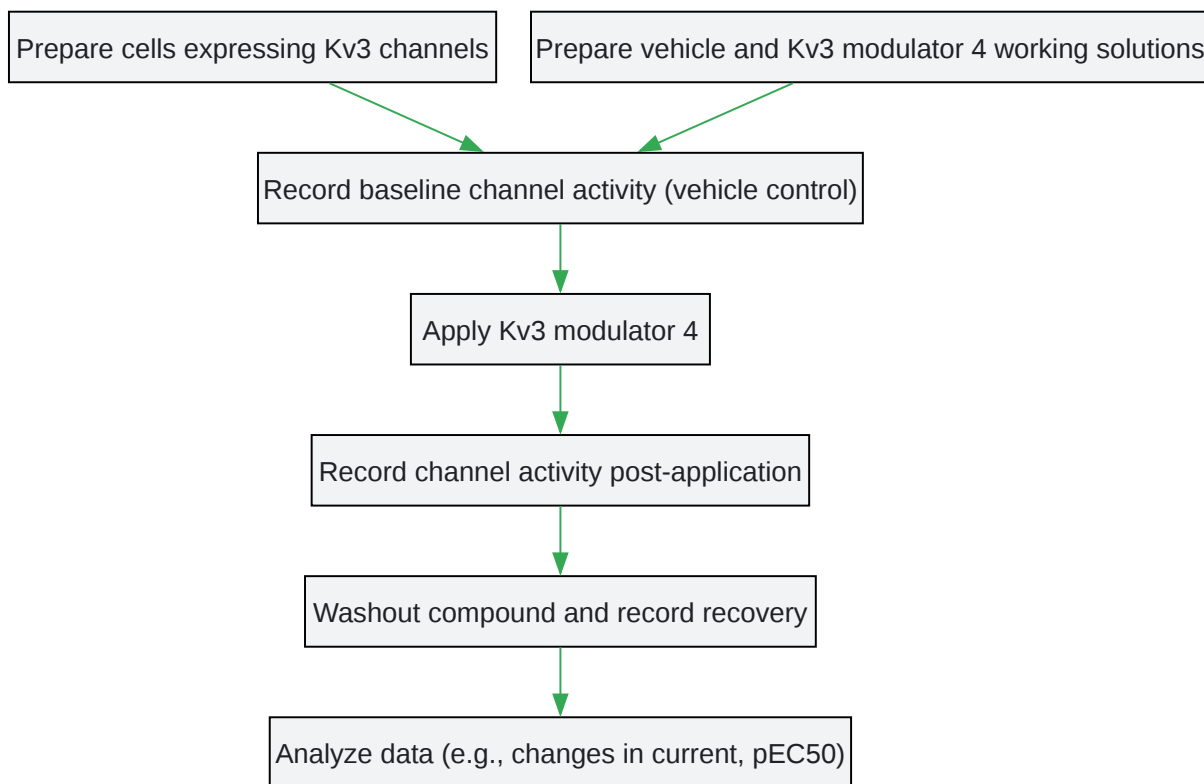 Prepare cells expressing Kv3 channels
Prepare vehicle and Kv3 modulator 4 working solutions
Record baseline channel activity (vehicle control)
Apply Kv3 modulator 4
Record channel activity post-application
Washout compound and record recovery
Analyze data (e.g., changes in current, pEC50)